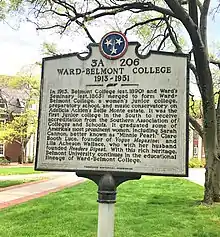 3A 206
WARD-BELMONT COLLEGE
1913-1951
In 1913, Belmont College (est. 1890) and Ward's
Seminary (est. 1865) merged to form Ward-
Belmont College, a women's junior college,
preparatory school, and music conservatory on
Adelicia Acklen's Belle Monte estate. It was the
first junior college in the South to receive
accreditation from the Southern Association of
Colleges and Schools. It graduated some of
America's most prominent women, including Sarah
Cannon, better known as "Minnie Pearl," Clare
Booth Luce, founder of Vogue Magazine, and
Lila Acheson Wallace, who with her husband
founded Readers Digest. With this rich heritage,
Belmont University continues in the educational
lineage of Ward-Belmont College.